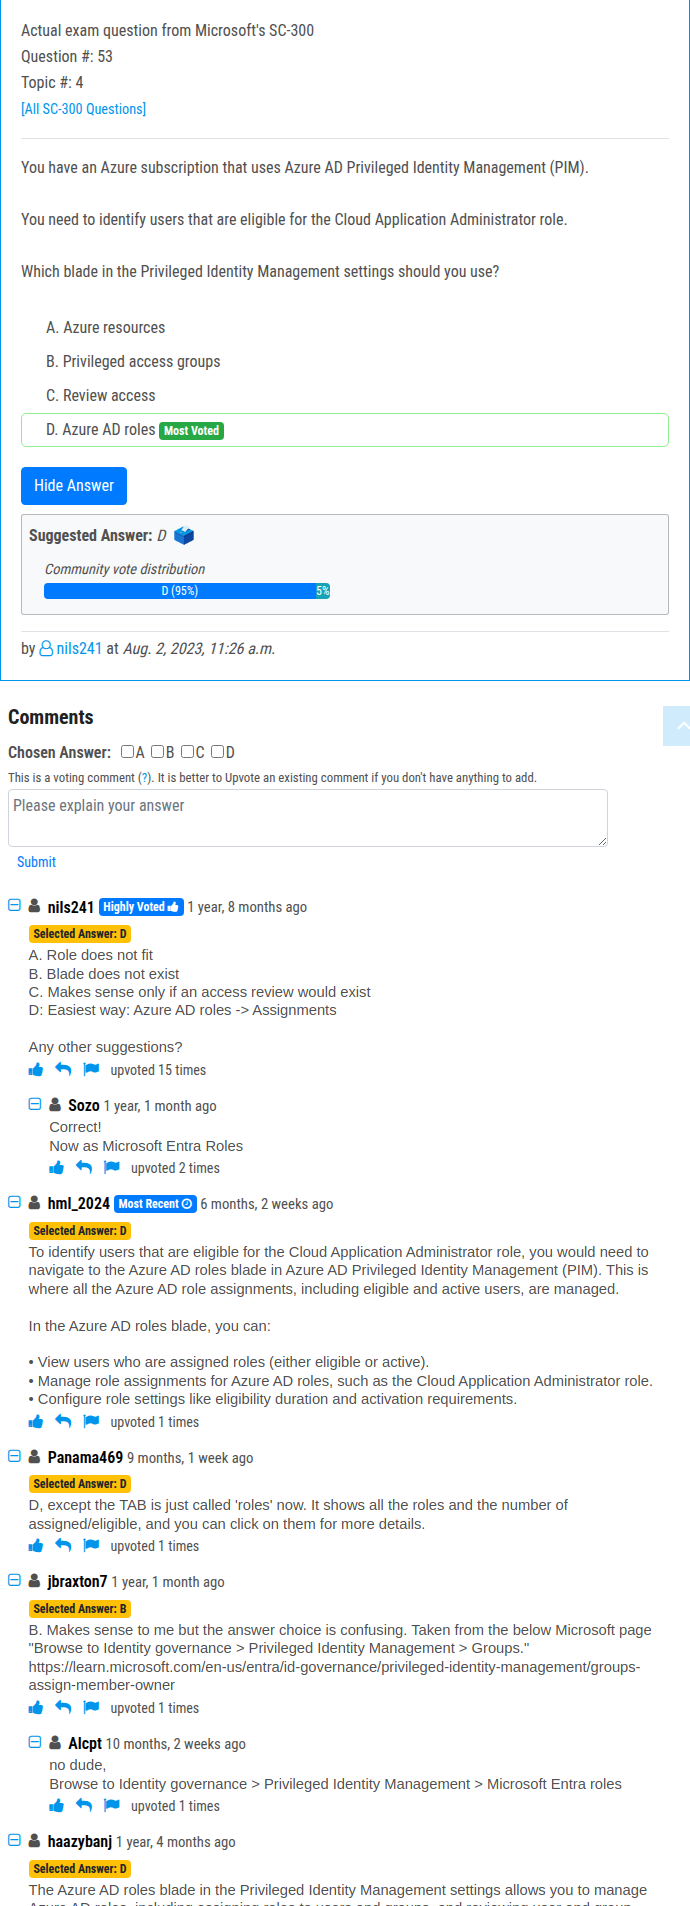 Actual exam question from Microsoft's SC-300
Question #: 53
Topic #: 4
[All SC-300 Questions]
You have an Azure subscription that uses Azure AD Privileged Identity Management (PIM).
You need to identify users that are eligible for the Cloud Application Administrator role.
Which blade in the Privileged Identity Management settings should you use?
A. Azure resources
B. Privileged access groups
C. Review access
D. Azure AD roles Most Voted
Hide Answer
Suggested Answer: D
Community vote distribution
D (95%) 5%
by nils241 at Aug. 2, 2023, 11:26 a.m.
Comments
Chosen Answer: A B C D
This is a voting comment (?). It is better to Upvote an existing comment if you don't have anything to add.
Please explain your answer
Submit
nils241 Highly Voted 1 year, 8 months ago
Selected Answer: D
A. Role does not fit
B. Blade does not exist
C. Makes sense only if an access review would exist
D: Easiest way: Azure AD roles -> Assignments
Any other suggestions?
upvoted 15 times
Sozo 1 year, 1 month ago
Correct!
Now as Microsoft Entra Roles
upvoted 2 times
hml_2024 Most Recent 6 months, 2 weeks ago
Selected Answer: D
To identify users that are eligible for the Cloud Application Administrator role, you would need to
navigate to the Azure AD roles blade in Azure AD Privileged Identity Management (PIM). This is
where all the Azure AD role assignments, including eligible and active users, are managed.
In the Azure AD roles blade, you can:
• View users who are assigned roles (either eligible or active).
• Manage role assignments for Azure AD roles, such as the Cloud Application Administrator role.
• Configure role settings like eligibility duration and activation requirements.
upvoted 1 times
Panama469 9 months, 1 week ago
Selected Answer: D
D, except the TAB is just called 'roles' now. It shows all the roles and the number of
assigned/eligible, and you can click on them for more details.
upvoted 1 times
jbraxton7 1 year, 1 month ago
Selected Answer: B
B. Makes sense to me but the answer choice is confusing. Taken from the below Microsoft page
"Browse to Identity governance > Privileged Identity Management > Groups."
https://learn.microsoft.com/en-us/entra/id-governance/privileged-identity-management/groups-
assign-member-owner
upvoted 1 times
Alcpt 10 months, 2 weeks ago
no dude,
Browse to Identity governance > Privileged Identity Management > Microsoft Entra roles
upvoted 1 times
haazybanj 1 year, 4 months ago
Selected Answer: D
The Azure AD roles blade in the Privileged Identity Management settings allows you to manage